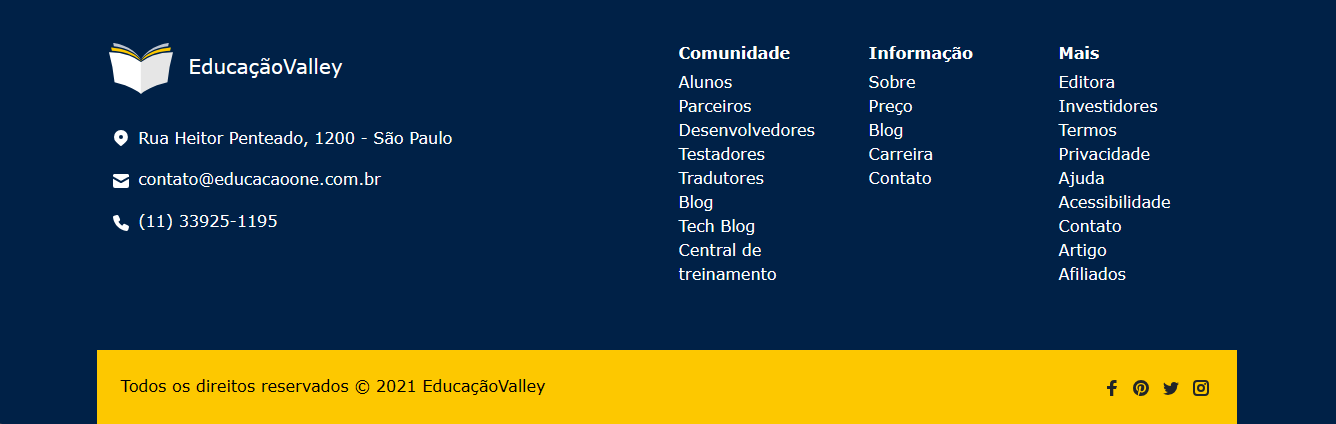 EducaçãoValley
Rua Heitor Penteado, 1200 - São Paulo
contato@educacaoone.com.br
(11) 33925-1195
Comunidade
Alunos
Parceiros
Desenvolvedores
Testadores
Tradutores
Blog
Tech Blog
Central de
treinamento
Informação
Sobre
Preço
Blog
Carreira
Contato
Mais
Editora
Investidores
Termos
Privacidade
Ajuda
Acessibilidade
Contato
Artigo
Afiliados
Todos os direitos reservados © 2021 EducaçãoValley